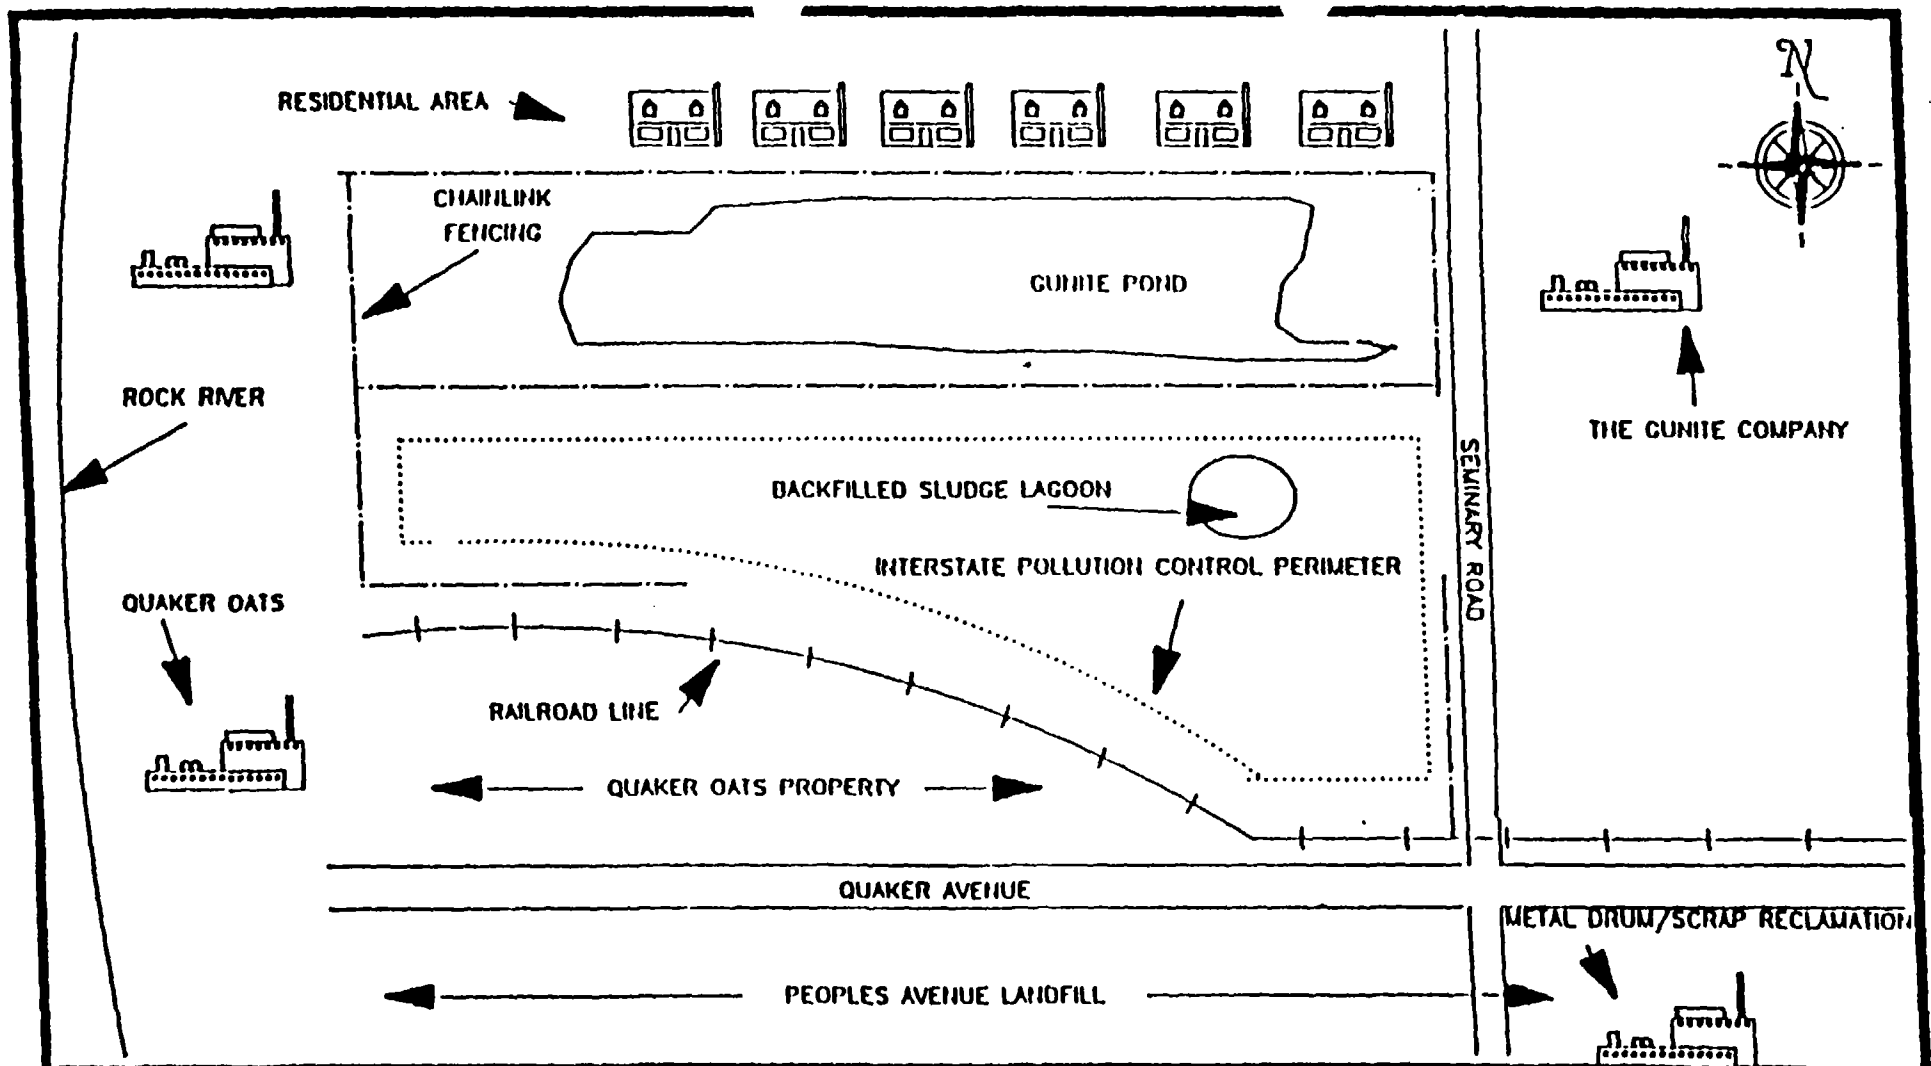 N
RESIDENTIAL AREA
CHAINLINK
FENCING
GUNITE POND
ROCK RIVER
THE GUNITE COMPANY
SEMINARY ROAD
BACKFILLED SLUDGE LAGOON
INTERSTATE POLLUTION CONTROL PERIMETER
QUAKER OATS
RAILROAD LINE
QUAKER OATS PROPERTY
QUAKER AVENUE
METAL DRUM/SCRAP RECLAMATION
PEOPLES AVENUE LANDFILL